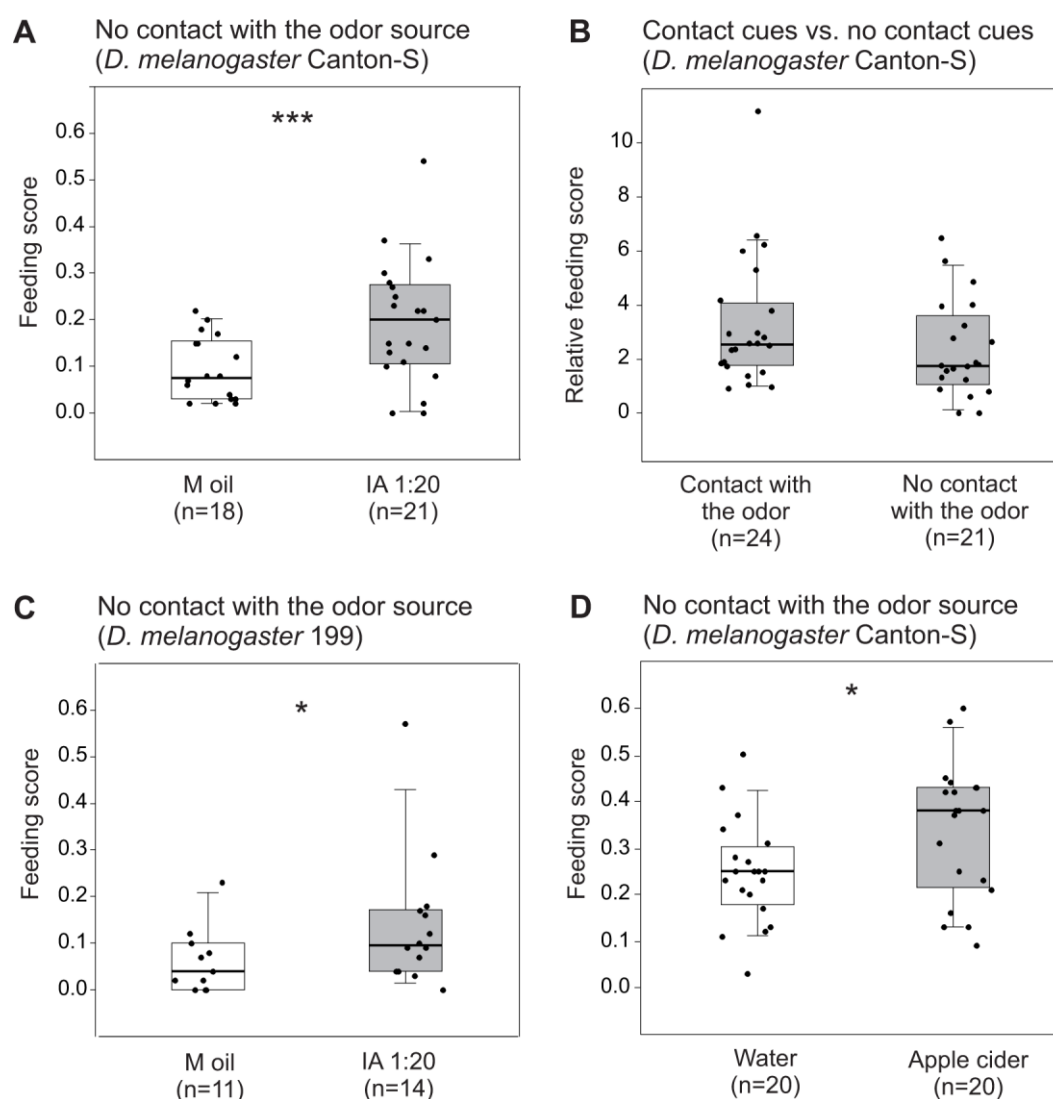 A No contact with the odor source
(D. melanogaster Canton-S)
***
Feeding score
0.6
0.5
0.4
0.3
0.2
0.1
0.0
M oil
(n=18)
IA 1:20
(n=21)
B Contact cues vs. no contact cues
(D. melanogaster Canton-S)
Relative feeding score
10
8
6
4
2
0
Contact with
the odor
(n=24)
No contact
with the odor
(n=21)
C No contact with the odor source
(D. melanogaster 199)
*
Feeding score
0.6
0.5
0.4
0.3
0.2
0.1
0.0
M oil
(n=11)
IA 1:20
(n=14)
D No contact with the odor source
(D. melanogaster Canton-S)
*
Feeding score
0.6
0.5
0.4
0.3
0.2
0.1
0.0
Water
(n=20)
Apple cider
(n=20)